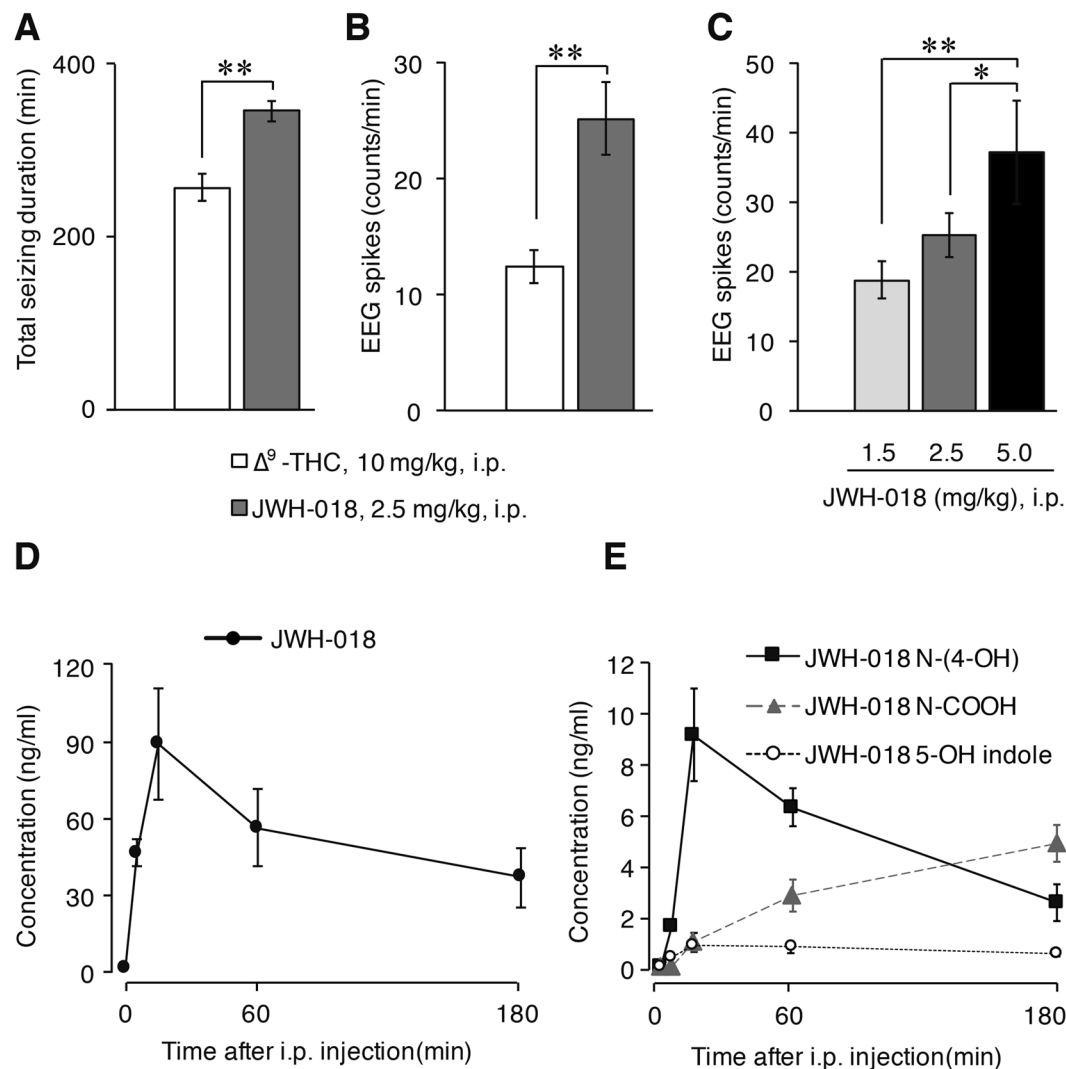 A
Total seizing duration (min)
400
200
0
**
B
EEG spikes (counts/min)
30
20
10
0
**
C
EEG spikes (counts/min)
50
40
30
20
10
0
**
*
1.5 2.5 5.0
JWH-018 (mg/kg), i.p.
Δ⁹ -THC, 10 mg/kg, i.p.
JWH-018, 2.5 mg/kg, i.p.
D
JWH-018
Concentration (ng/ml)
120
90
60
30
0
0 60 180
Time after i.p. injection(min)
E
JWH-018 N-(4-OH)
JWH-018 N-COOH
JWH-018 5-OH indole
Concentration (ng/ml)
12
10
8
6
4
2
0
0 60 180
Time after i.p. injection(min)